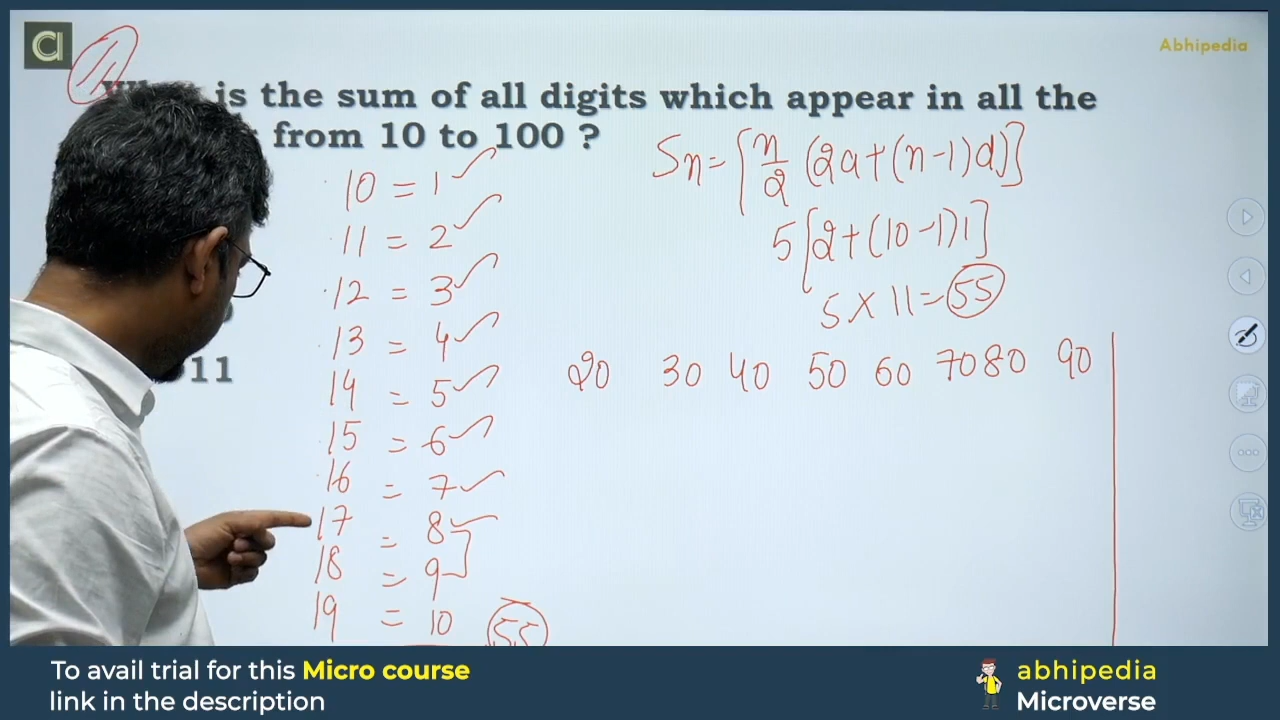 Abhipedia
is the sum of all digits which appear in all the
from 10 to 100 ?
Sn = [n/2 (2a+(n-1)d)]
5[2+(10-1)1]
5 X 11 = 55
10 = 1
11 = 2
12 = 3
13 = 4
14 = 5
15 = 6
16 = 7
17 = 8
18 = 9
19 = 10
55
20 30 40 50 60 70 80 90
11
To avail trial for this Micro course
link in the description
abhipedia
Microverse